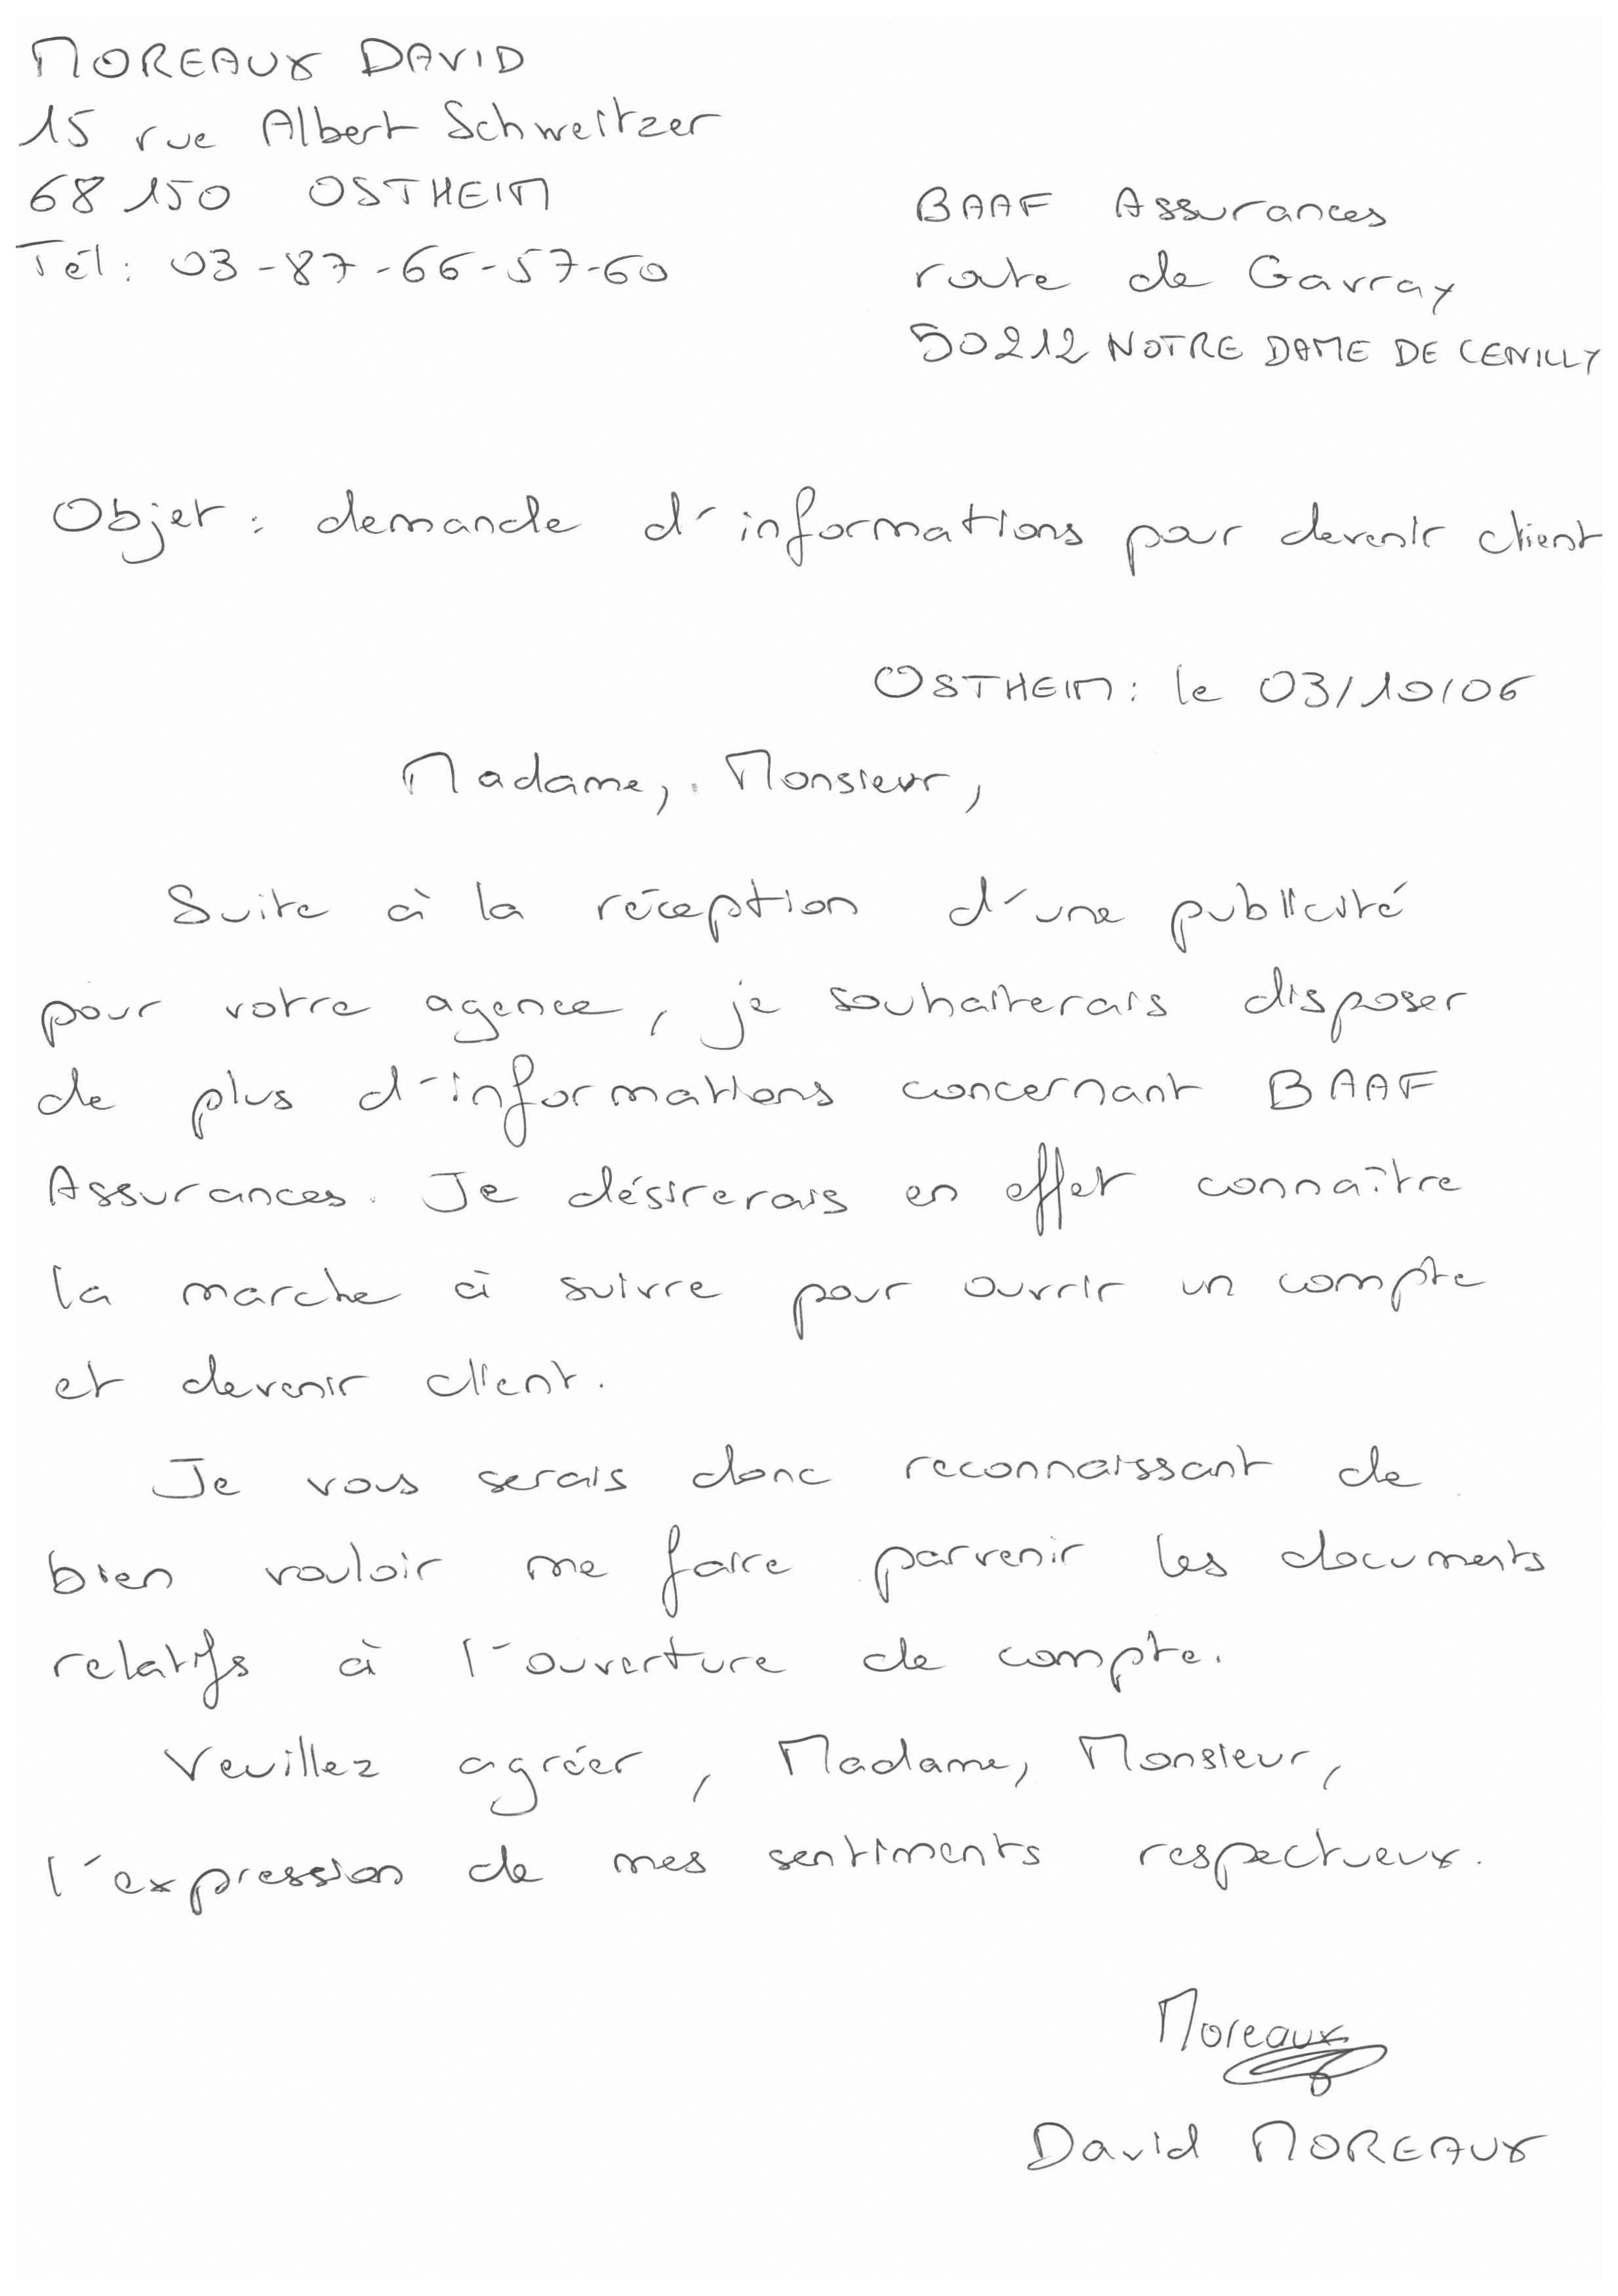 MOREAUX DAVID
15 rue Albert Schweitzer
68 150 OSTHEIM
Tél : 03-87-66-57-60
BAAF Assurances
route de Gavray
50212 NOTRE DAME DE CENILLY
Objet : demande d'informations pour devenir client
OSTHEIM : le 03/10/06
Madame, Monsieur,
Suite à la réception d'une publicité
pour votre agence, je souhaiterais disposer
de plus d'informations concernant BAAF
Assurances. Je désirerais en effet connaître
la marche à suivre pour ouvrir un compte
et devenir client.
Je vous serais donc reconnaissant de
bien vouloir me faire parvenir les documents
relatifs à l'ouverture de compte.
Veuillez agréer, Madame, Monsieur,
l'expression de mes sentiments respectueux.
Moreaux
David MOREAUX